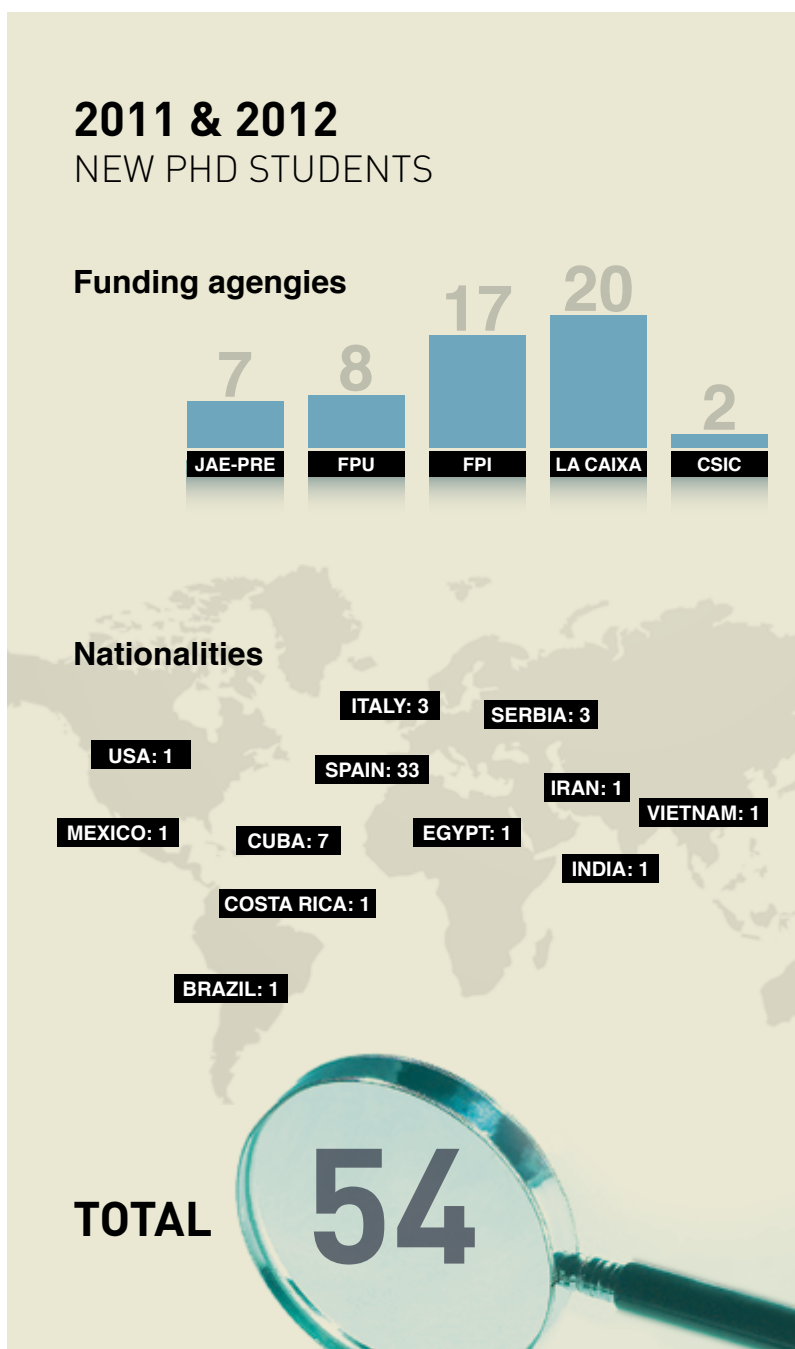 2011 & 2012
NEW PHD STUDENTS
Funding agengies
7 8 17 20 2
JAE-PRE FPU FPI LA CAIXA CSIC
Nationalities
ITALY: 3
SERBIA: 3
USA: 1
SPAIN: 33
IRAN: 1
VIETNAM: 1
MEXICO: 1
CUBA: 7
EGYPT: 1
INDIA: 1
COSTA RICA: 1
BRAZIL: 1
TOTAL 54